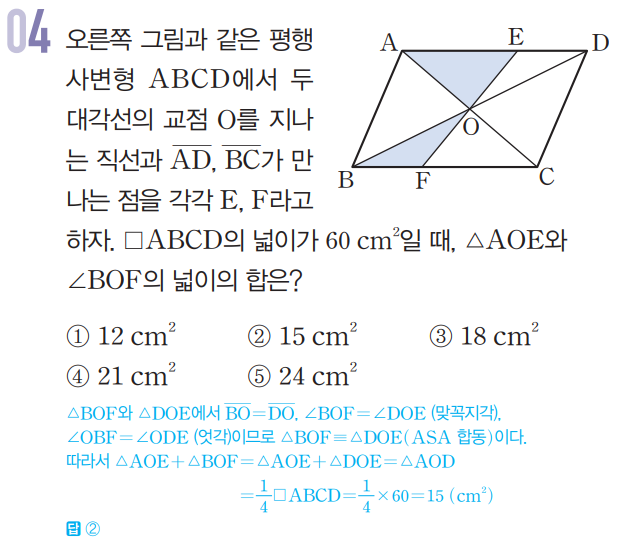 04
오른쪽 그림과 같은 평행
사변형 ABCD에서 두
대각선의 교점 O를 지나
는 직선과 \overline{AD}, \overline{BC}가 만
나는 점을 각각 E, F라고
하자. □ABCD의 넓이가 60 cm²일 때, △AOE와
∠BOF의 넓이의 합은?
A E D
O
B F C
① 12 cm² ② 15 cm² ③ 18 cm²
④ 21 cm² ⑤ 24 cm²
△BOF와 △DOE에서 \overline{BO}=\overline{DO}, ∠BOF=∠DOE (맞꼭지각),
∠OBF=∠ODE (엇각)이므로 △BOF≡△DOE(ASA 합동)이다.
따라서 △AOE+△BOF=△AOE+△DOE=△AOD
=\frac{1}{4}□ABCD=\frac{1}{4}×60=15 (cm²)
답 ②